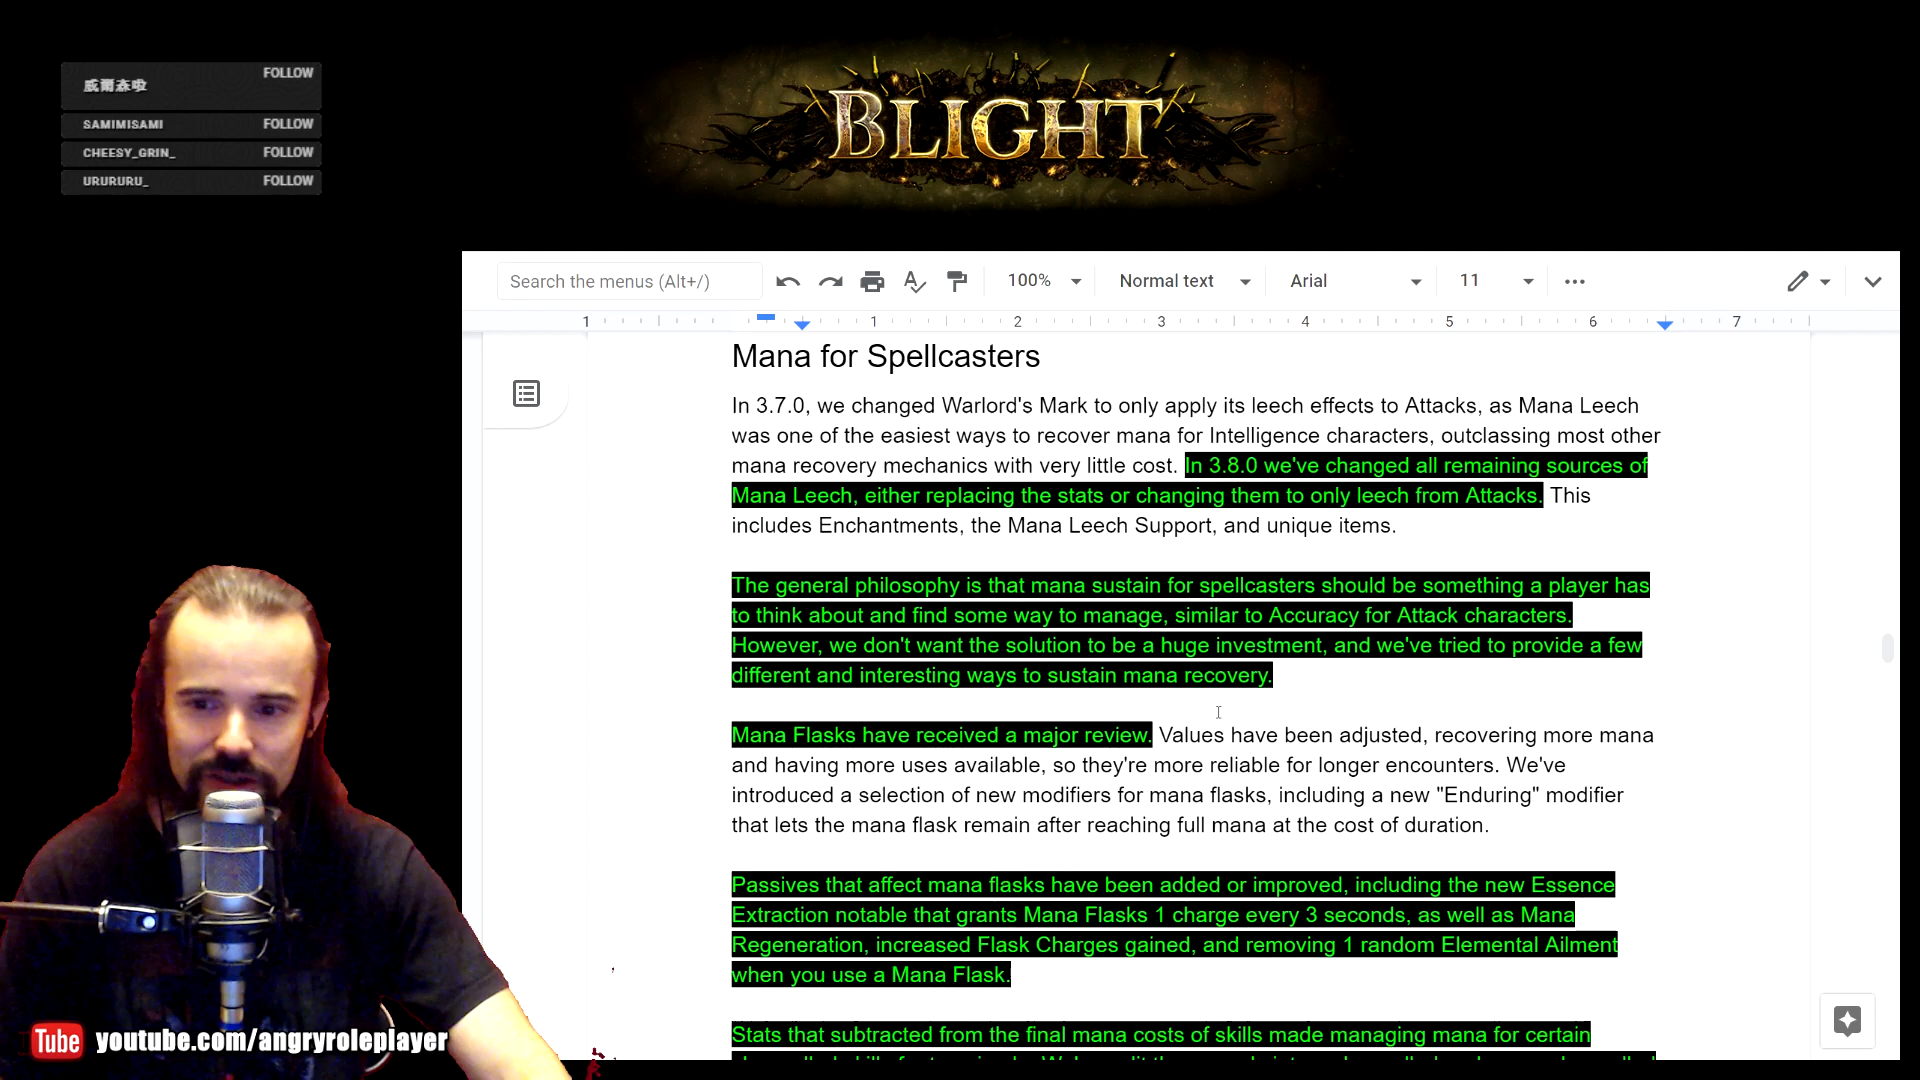 FOLLOW
SAMIMISAMI FOLLOW
CHEESY_GRIN_ FOLLOW
URURURU_ FOLLOW
BLIGHT
Search the menus (Alt+/) 100% Normal text Arial 11
1 1 2 3 4 5 6 7
Mana for Spellcasters
In 3.7.0, we changed Warlord's Mark to only apply its leech effects to Attacks, as Mana Leech
was one of the easiest ways to recover mana for Intelligence characters, outclassing most other
mana recovery mechanics with very little cost. In 3.8.0 we've changed all remaining sources of
Mana Leech, either replacing the stats or changing them to only leech from Attacks. This
includes Enchantments, the Mana Leech Support, and unique items.
The general philosophy is that mana sustain for spellcasters should be something a player has
to think about and find some way to manage, similar to Accuracy for Attack characters.
However, we don't want the solution to be a huge investment, and we've tried to provide a few
different and interesting ways to sustain mana recovery.
Mana Flasks have received a major review. Values have been adjusted, recovering more mana
and having more uses available, so they're more reliable for longer encounters. We've
introduced a selection of new modifiers for mana flasks, including a new "Enduring" modifier
that lets the mana flask remain after reaching full mana at the cost of duration.
Passives that affect mana flasks have been added or improved, including the new Essence
Extraction notable that grants Mana Flasks 1 charge every 3 seconds, as well as Mana
Regeneration, increased Flask Charges gained, and removing 1 random Elemental Ailment
when you use a Mana Flask.
Stats that subtracted from the final mana costs of skills made managing mana for certain
Tube youtube.com/angryroleplayer